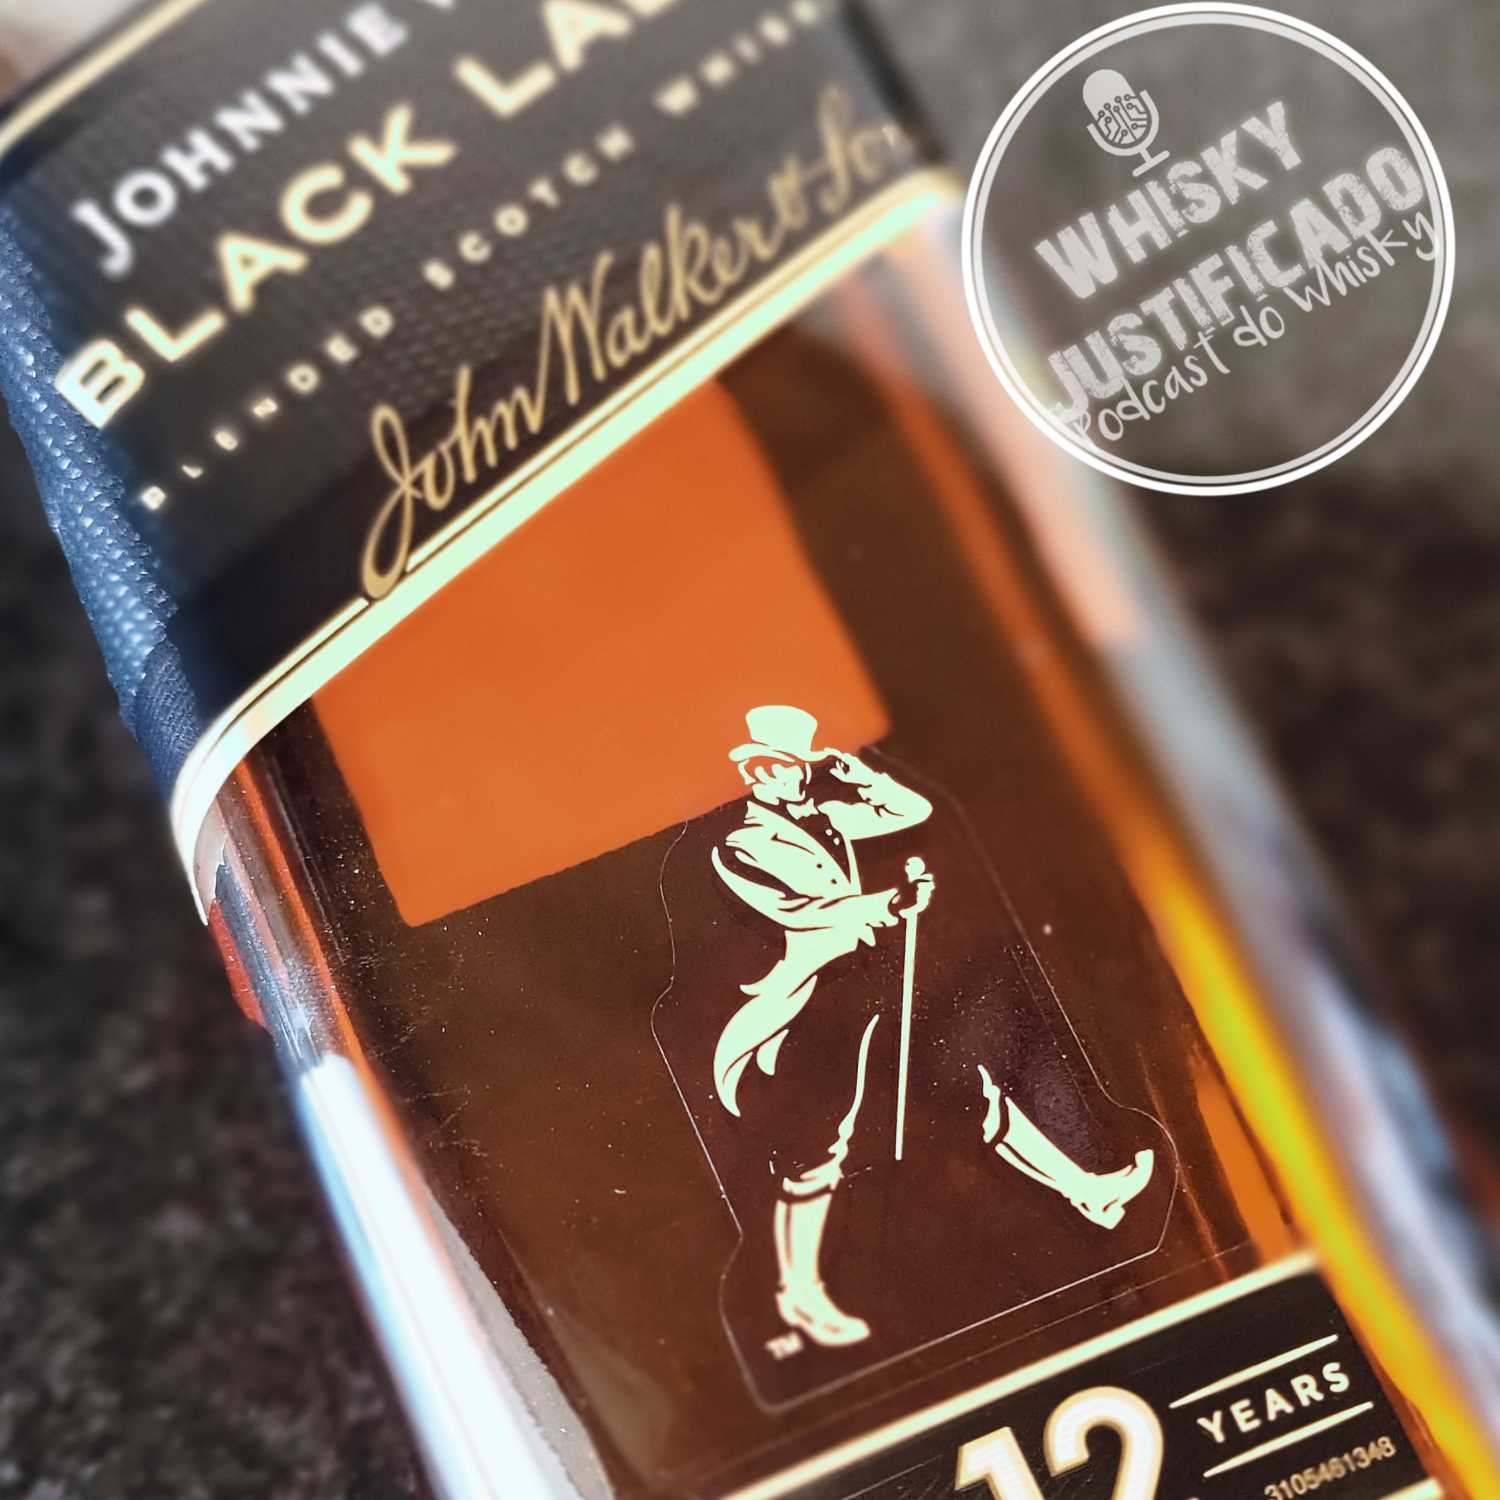 JOHNNIE
BLACK LA
BLENDED SCOTCH WHISK
John Walker & Son
TM
12
YEARS
3105461348
WHISKY
JUSTIFICADO
Podcast do Whisky